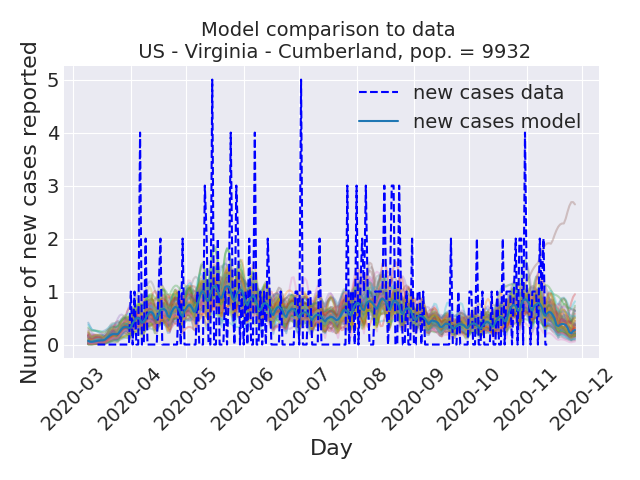 Model comparison to data
US - Virginia - Cumberland, pop. = 9932
Number of new cases reported
5
4
3
2
1
0
new cases data
new cases model
2020-03
2020-04
2020-05
2020-06
2020-07
2020-08
2020-09
2020-10
2020-11
2020-12
Day